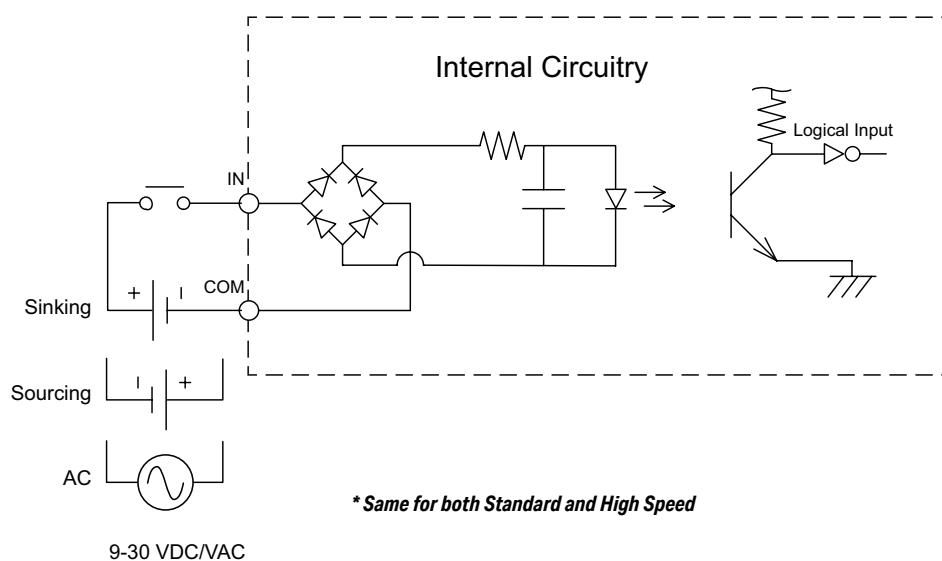 Internal Circuitry
Logical Input
IN
COM
+ –
Sinking
– +
Sourcing
AC
* Same for both Standard and High Speed
9-30 VDC/VAC